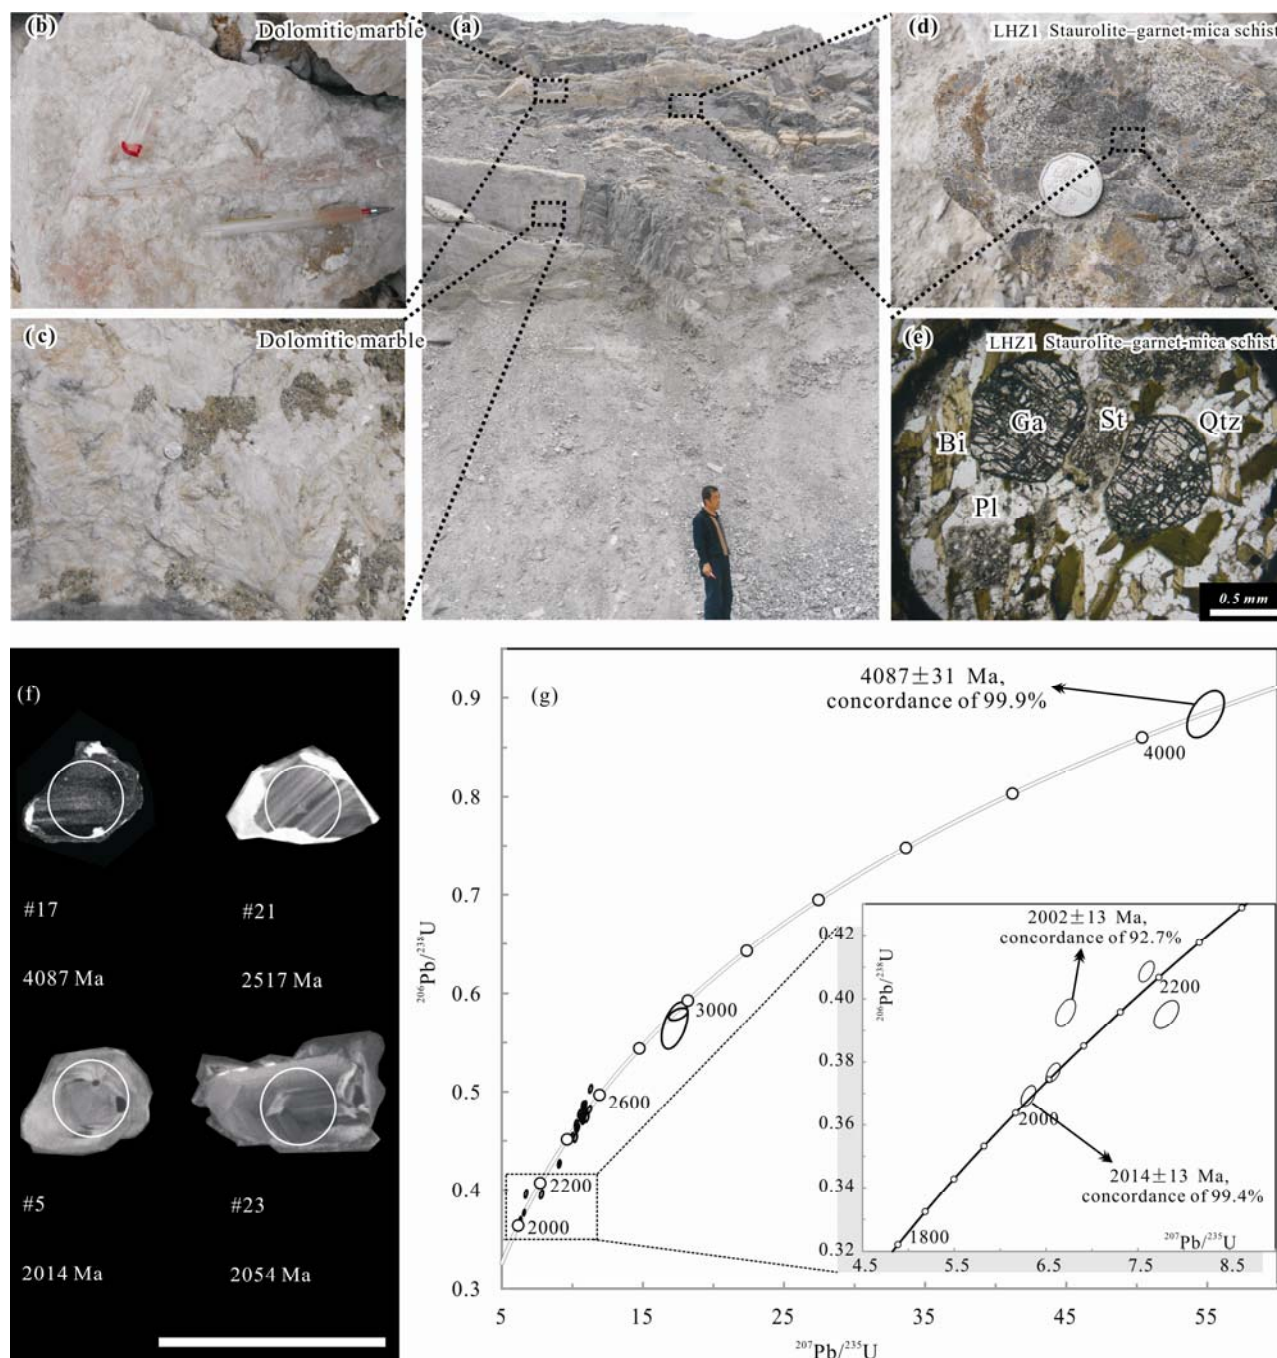 (b)
Dolomitic marble
(a)
(d)
LHZ1 Staurolite–garnet-mica schist
(c)
Dolomitic marble
(e)
LHZ1 Staurolite–garnet-mica schist
Ga
St
Qtz
Bi
Pl
0.5 mm
(f)
#17
4087 Ma
#21
2517 Ma
#5
2014 Ma
#23
2054 Ma
(g)
4087±31 Ma,
concordance of 99.9%
4000
3000
2600
2200
2000
0.9
0.8
0.7
0.6
0.5
0.4
0.3
²⁰⁶Pb/²³⁸U
5
15
25
35
45
55
²⁰⁷Pb/²³⁵U
2002±13 Ma,
concordance of 92.7%
2200
2000
2014±13 Ma,
concordance of 99.4%
1800
0.42
0.40
0.38
0.36
0.34
0.32
²⁰⁶Pb/²³⁸U
4.5
5.5
6.5
7.5
8.5
²⁰⁷Pb/²³⁵U